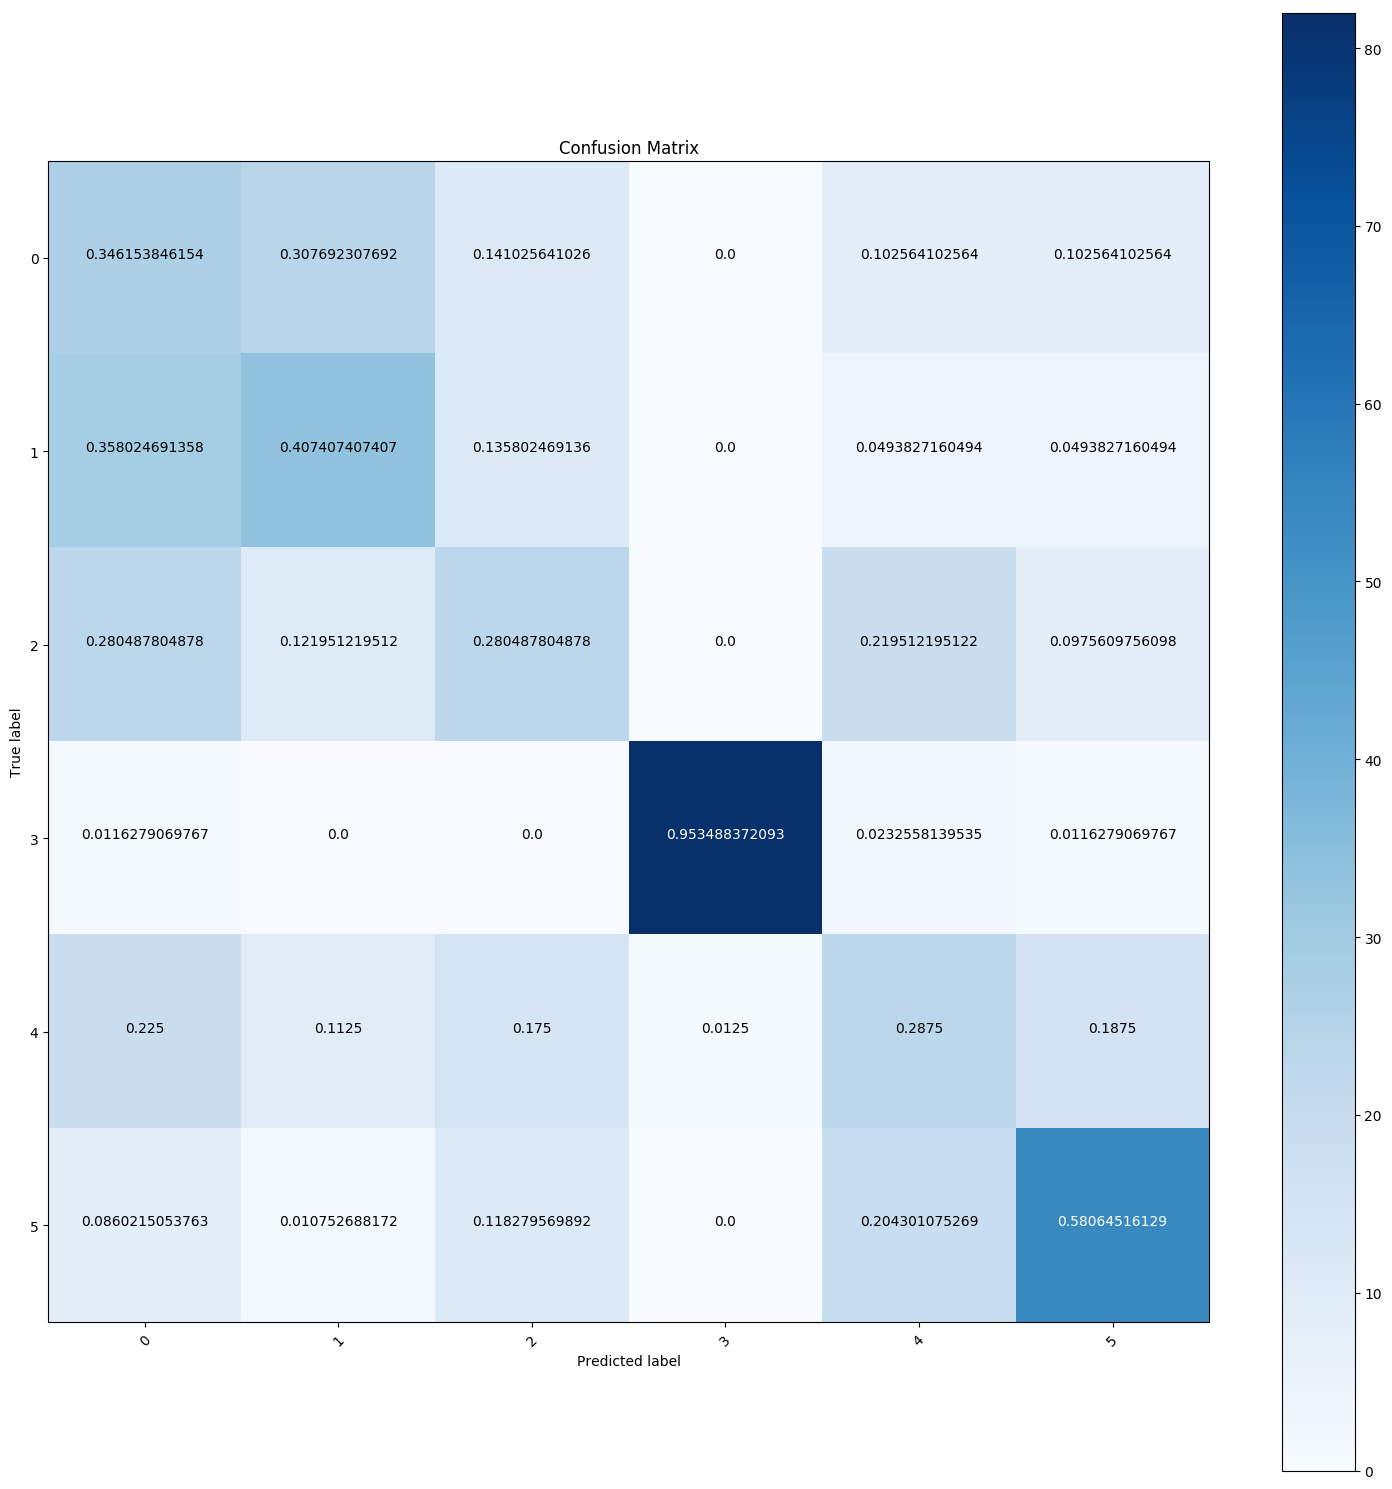 Confusion Matrix
0 0.346153846154 0.307692307692 0.141025641026 0.0 0.102564102564 0.102564102564
1 0.358024691358 0.407407407407 0.135802469136 0.0 0.0493827160494 0.0493827160494
2 0.280487804878 0.121951219512 0.280487804878 0.0 0.219512195122 0.0975609756098
3 0.0116279069767 0.0 0.0 0.953488372093 0.0232558139535 0.0116279069767
4 0.225 0.1125 0.175 0.0125 0.2875 0.1875
5 0.0860215053763 0.010752688172 0.118279569892 0.0 0.204301075269 0.58064516129
True label
0 1 2 3 4 5
Predicted label
80
70
60
50
40
30
20
10
0